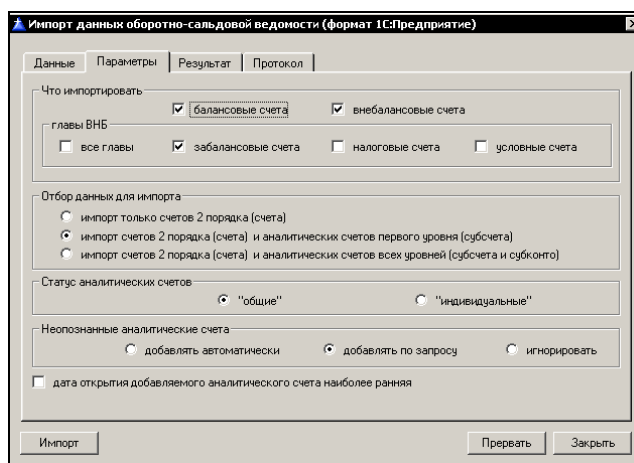 Импорт данных оборотно-сальдовой ведомости (формат 1С:Предприятие)
Данные Параметры Результат Протокол
Что импортировать
балансовые счета внебалансовые счета
главы ВНБ
все главы забалансовые счета налоговые счета условные счета
Отбор данных для импорта
импорт только счетов 2 порядка (счета)
импорт счетов 2 порядка (счета) и аналитических счетов первого уровня (субсчета)
импорт счетов 2 порядка (счета) и аналитических счетов всех уровней (субсчета и субконто)
Статус аналитических счетов
"общие" "индивидуальные"
Неопознанные аналитические счета
добавлять автоматически добавлять по запросу игнорировать
дата открытия добавляемого аналитического счета наиболее ранняя
Импорт Прервать Закрыть